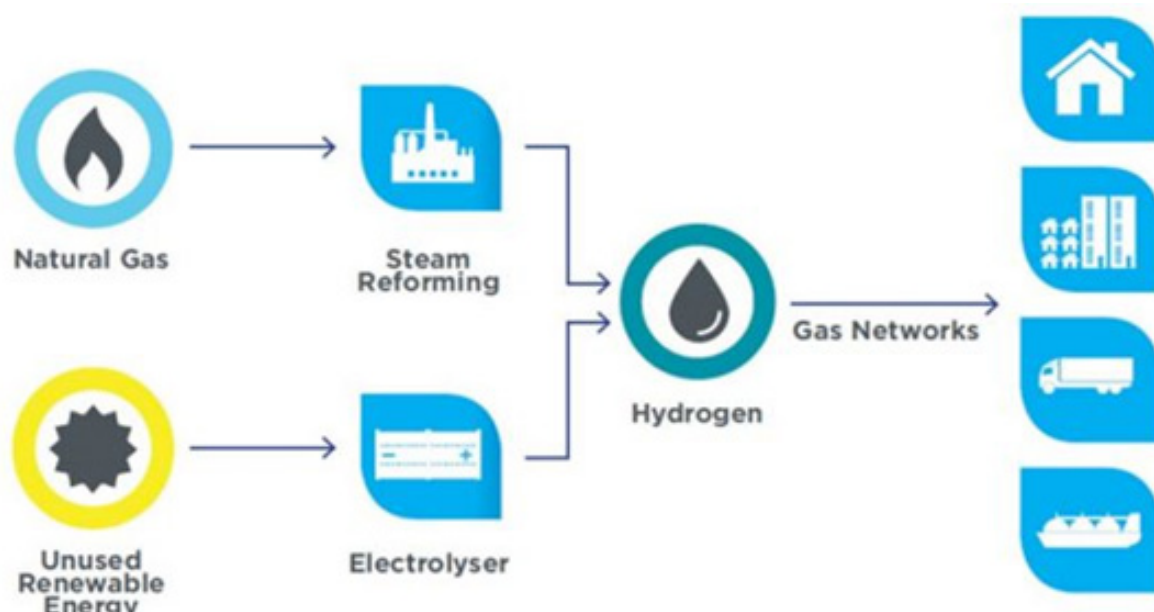 Natural Gas
Steam
Reforming
Hydrogen
Gas Networks
Unused
Renewable
Energy
Electrolyser